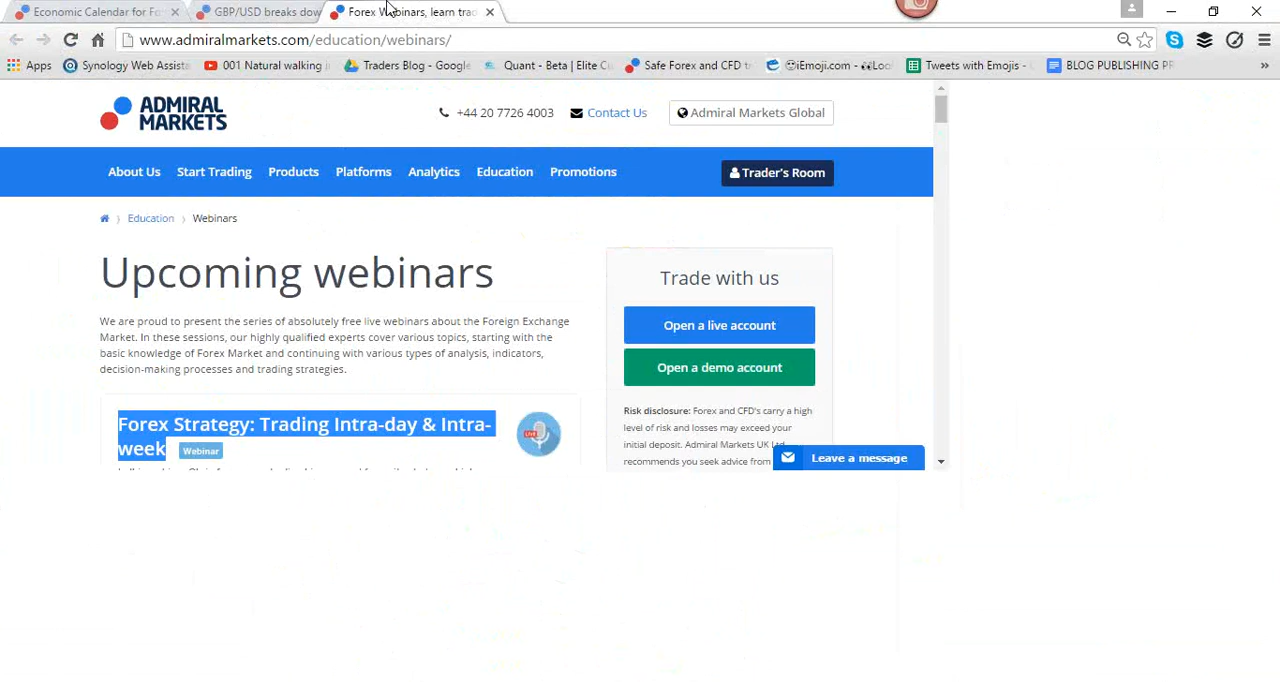 Economic Calendar for Fo
GBP/USD breaks dow
Forex Webinars, learn trad
www.admiralmarkets.com/education/webinars/
Apps
Synology Web Assista
001 Natural walking
Traders Blog - Google
Quant - Beta | Elite C
Safe Forex and CFD tr
iEmoji.com -
Tweets with Emojis -
BLOG PUBLISHING PR
»
ADMIRAL
MARKETS
+44 20 7726 4003
Contact Us
Admiral Markets Global
About Us
Start Trading
Products
Platforms
Analytics
Education
Promotions
Trader's Room
Education
Webinars
Upcoming webinars
We are proud to present the series of absolutely free live webinars about the Foreign Exchange
Market. In these sessions, our highly qualified experts cover various topics, starting with the
basic knowledge of Forex Market and continuing with various types of analysis, indicators,
decision-making processes and trading strategies.
Forex Strategy: Trading Intra-day & Intra-
week
Webinar
LIVE
Trade with us
Open a live account
Open a demo account
Risk disclosure: Forex and CFD's carry a high
level of risk and losses may exceed your
initial deposit. Admiral Markets UK Ltd
recommends you seek advice from
Leave a message